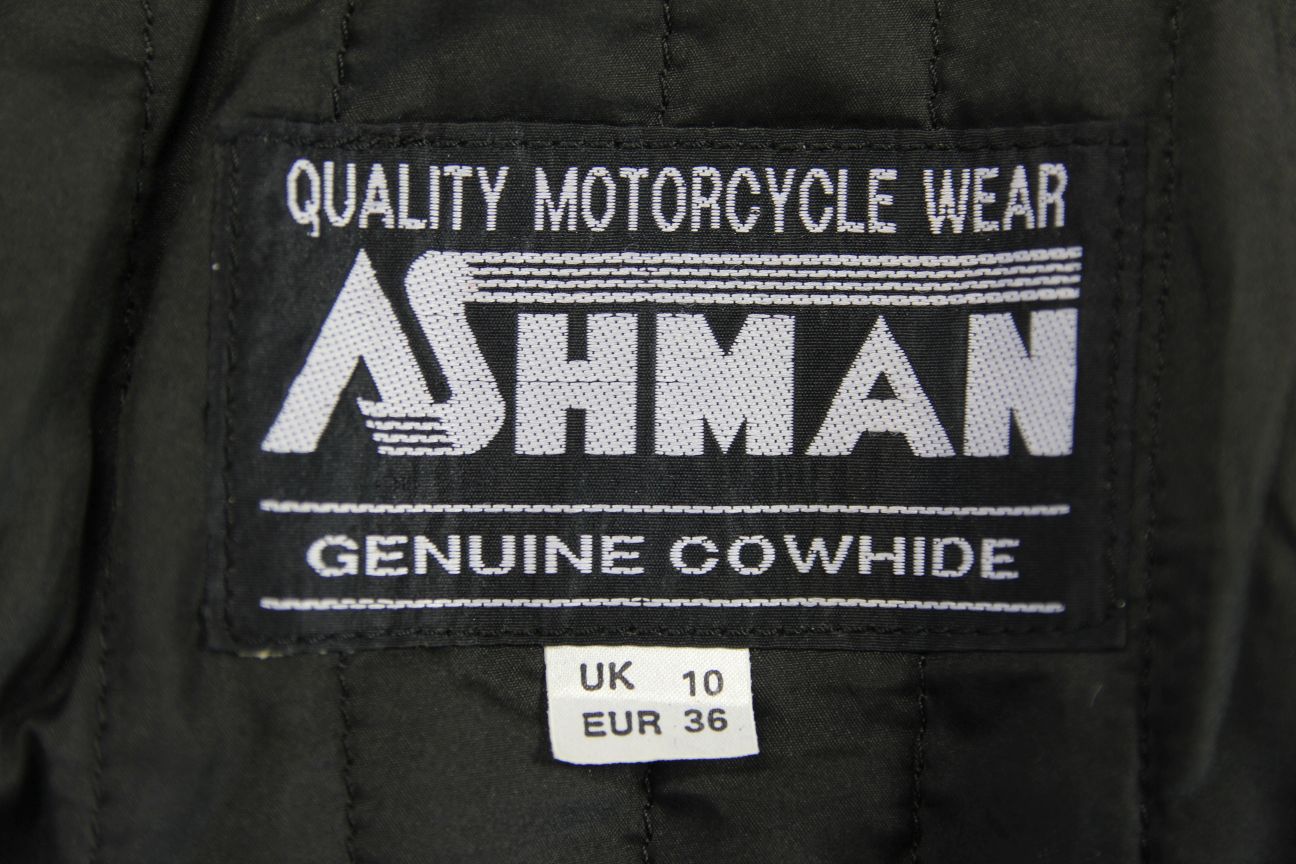 QUALITY MOTORCYCLE WEAR
ASHMAN
GENUINE COWHIDE
UK 10
EUR 36